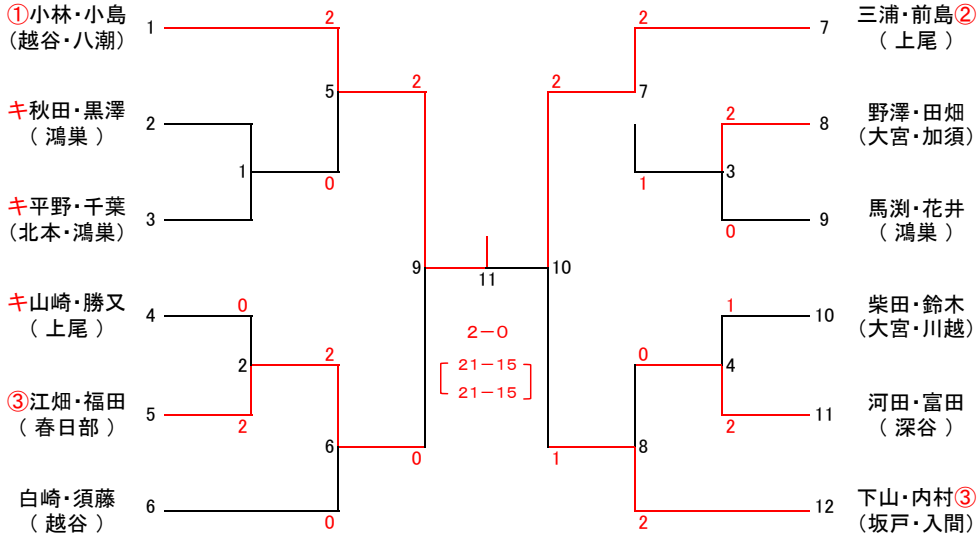 ①小林・小島
(越谷・八潮)
1
キ秋田・黒澤
( 鴻巣 )
2
キ平野・千葉
(北本・鴻巣)
3
キ山崎・勝又
( 上尾 )
4
③江畑・福田
( 春日部 )
5
白崎・須藤
( 越谷 )
6
2
5
2
1
0
0
2
2
2
6
0
0
9
11
10
2-0
21-15
21-15
2
2
7
1
2
3
0
1
0
4
2
8
1
2
7
三浦・前島②
( 上尾 )
8
野澤・田畑
(大宮・加須)
9
馬渕・花井
( 鴻巣 )
10
柴田・鈴木
(大宮・川越)
11
河田・富田
( 深谷 )
12
下山・内村③
(坂戸・入間)